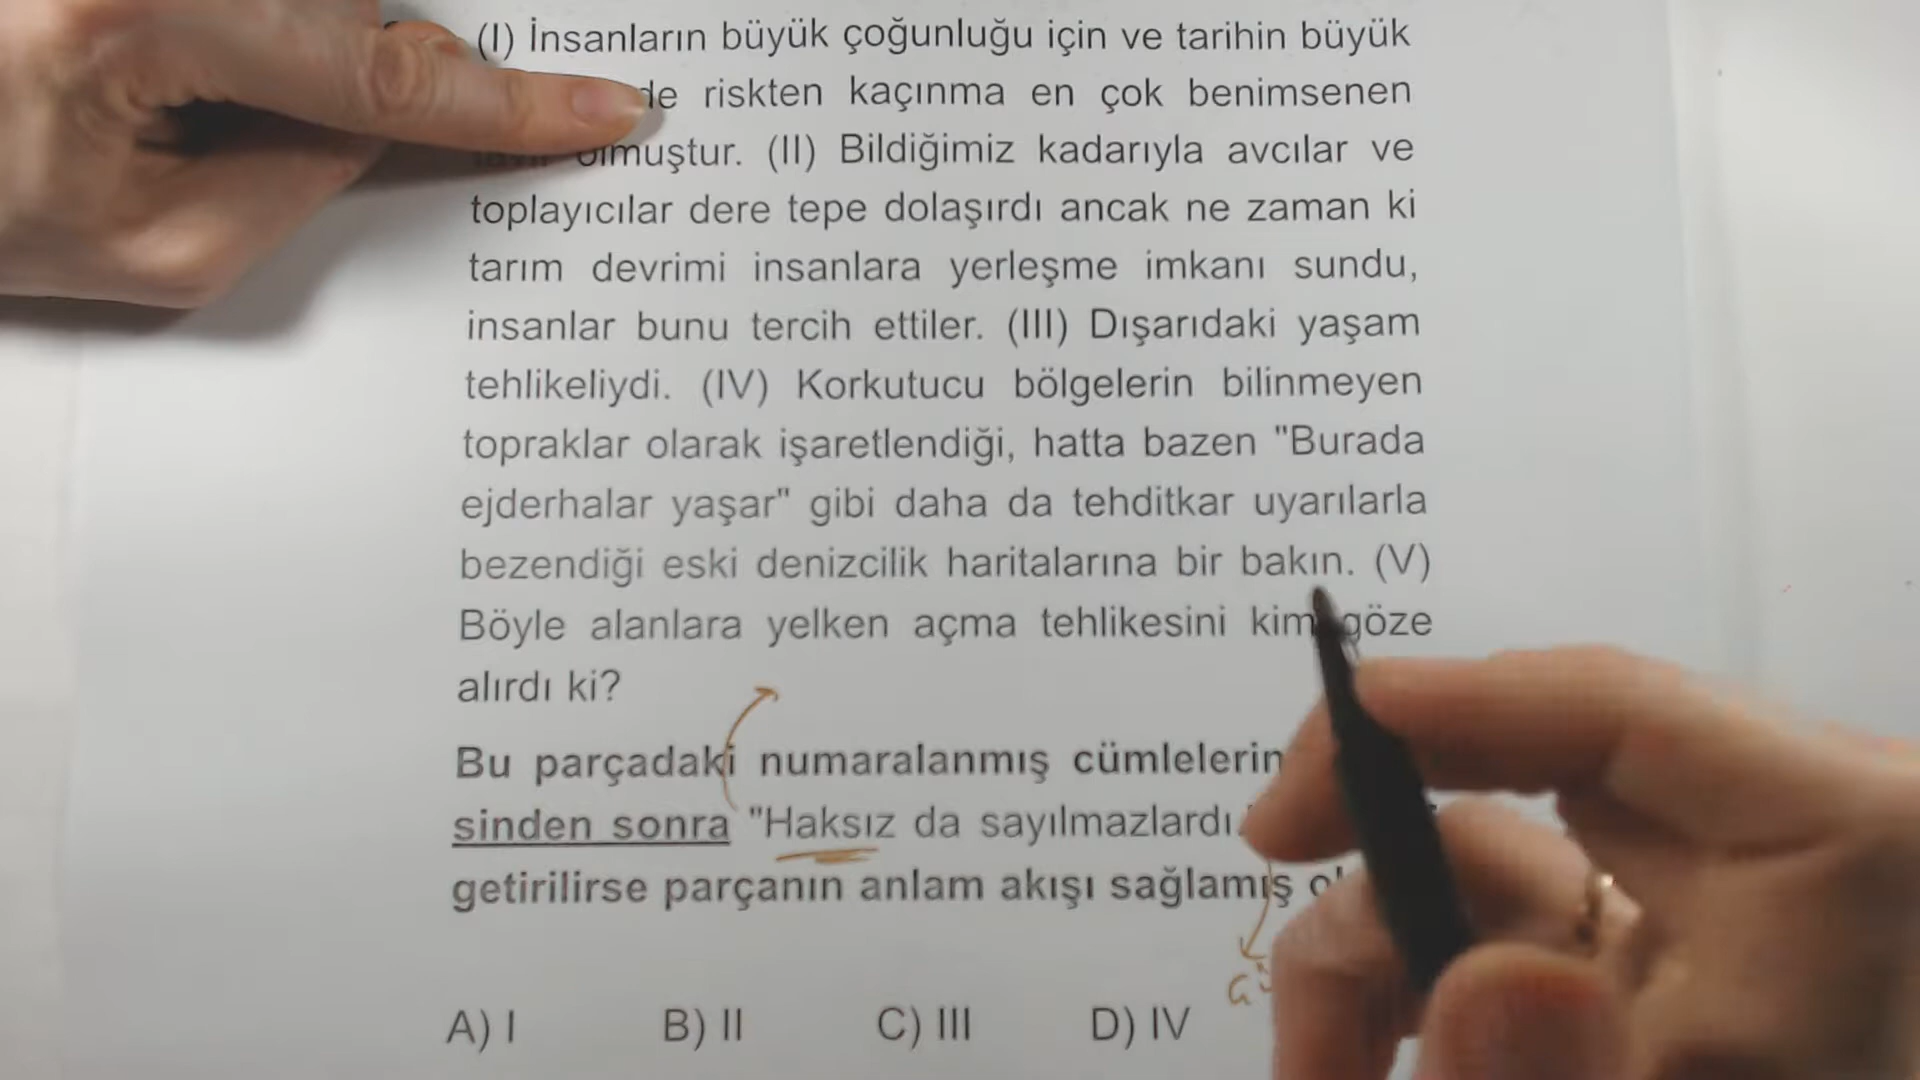 (I) İnsanların büyük çoğunluğu için ve tarihin büyük
de riskten kaçınma en çok benimsenen
olmuştur. (II) Bildiğimiz kadarıyla avcılar ve
toplayıcılar dere tepe dolaşırdı ancak ne zaman ki
tarım devrimi insanlara yerleşme imkanı sundu,
insanlar bunu tercih ettiler. (III) Dışarıdaki yaşam
tehlikeliydi. (IV) Korkutucu bölgelerin bilinmeyen
topraklar olarak işaretlendiği, hatta bazen "Burada
ejderhalar yaşar" gibi daha da tehditkar uyarılarla
bezendiği eski denizcilik haritalarına bir bakın. (V)
Böyle alanlara yelken açma tehlikesini kim göze
alırdı ki?
Bu parçadaki numaralanmış cümlelerin
sinden sonra "Haksız da sayılmazlardı.
getirilirse parçanın anlam akışı sağlamış
A) I B) II C) III D) IV